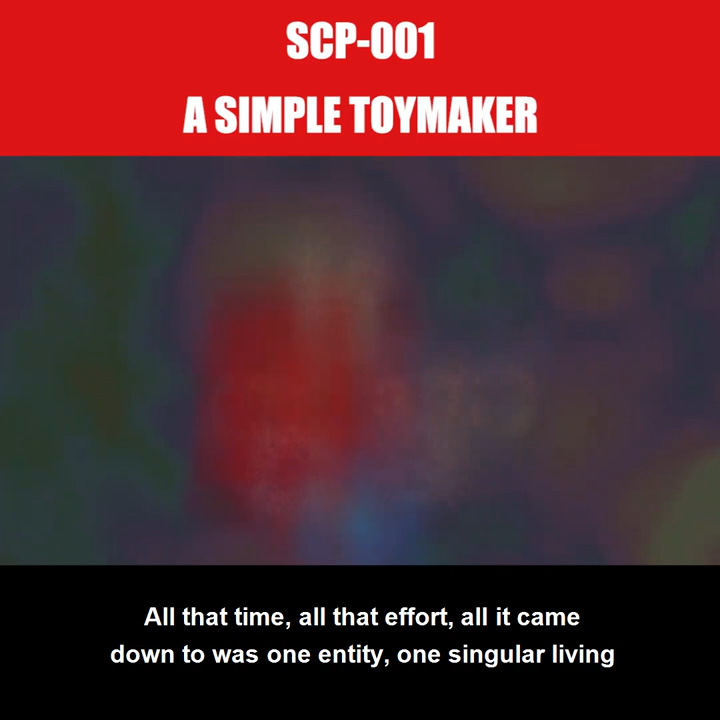 SCP-001
A SIMPLE TOYMAKER
All that time, all that effort, all it came
down to was one entity, one singular living